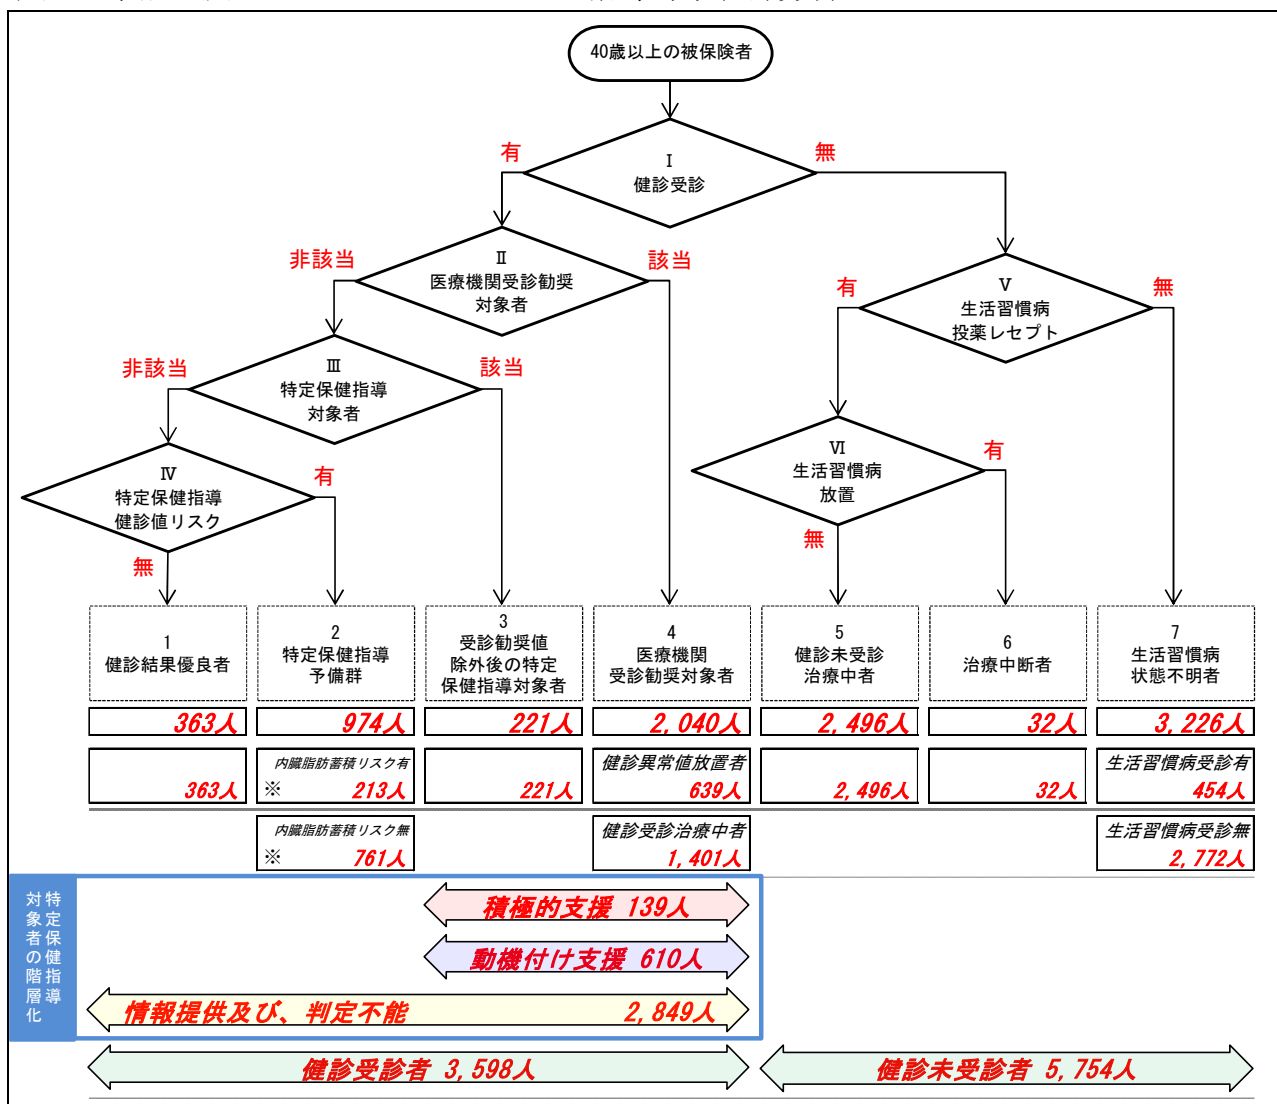 40歳以上の被保険者
Ⅰ
健診受診
有
無
Ⅱ
医療機関受診勧奨
対象者
非該当
該当
Ⅴ
生活習慣病
投薬レセプト
有
無
Ⅲ
特定保健指導
対象者
非該当
該当
Ⅳ
特定保健指導
健診値リスク
有
無
Ⅵ
生活習慣病
放置
有
無
1
健診結果優良者
2
特定保健指導
予備群
3
受診勧奨値
除外後の特定
保健指導対象者
4
医療機関
受診勧奨対象者
5
健診未受診
治療中者
6
治療中断者
7
生活習慣病
状態不明者
363人
974人
221人
2,040人
2,496人
32人
3,226人
363人
内臓脂肪蓄積リスク有
※ 213人
221人
健診異常値放置者
639人
2,496人
32人
生活習慣病受診有
454人
内臓脂肪蓄積リスク無
※ 761人
健診受診治療中者
1,401人
生活習慣病受診無
2,772人
特定保健指導
対象者の階層化
積極的支援 139人
動機付け支援 610人
情報提供及び、判定不能 2,849人
健診受診者 3,598人
健診未受診者 5,754人